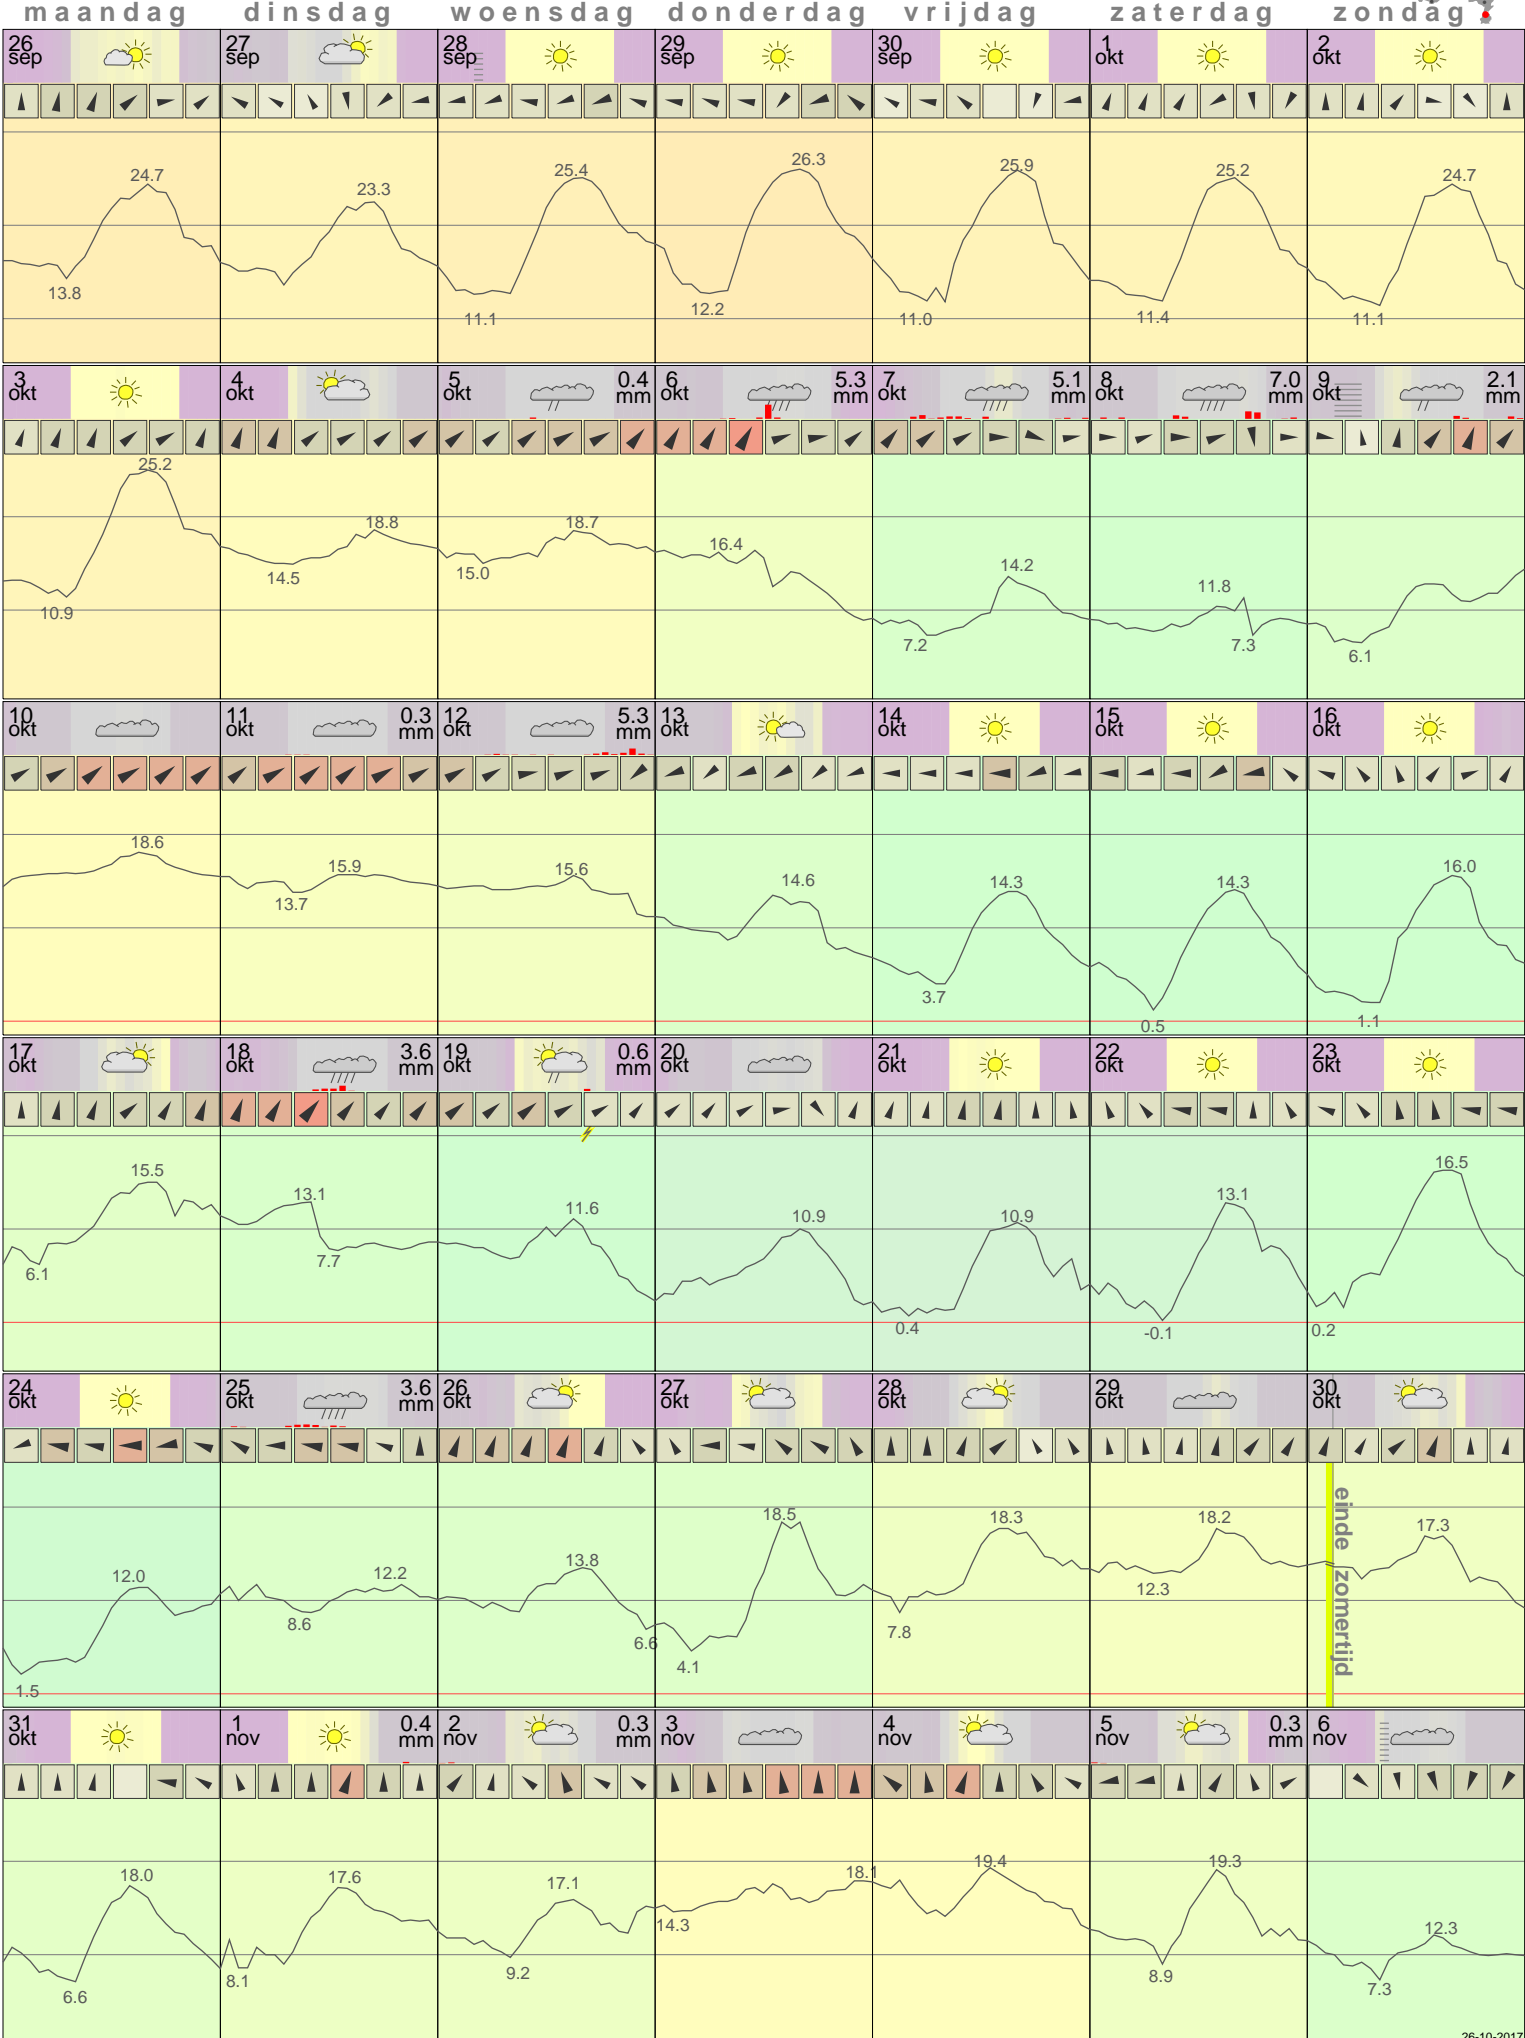 maandag dinsdag woensdag donderdag vrijdag zaterdag zondag
26 27 28 29 30 1 2
sep sep sep sep sep okt okt
24.7 23.3 25.4 26.3 25.9 25.2 24.7
13.8 11.1 12.2 11.0 11.4 11.1
3 4 5 0.4 6 5.3 7 5.1 8 7.0 9 2.1
okt okt okt mm okt mm okt mm okt mm okt mm
25.2 18.8 18.7 16.4 14.2 11.8
10.9 14.5 15.0 7.2 7.3 6.1
10 11 0.3 12 5.3 13 14 15 16
okt okt mm okt mm okt okt okt okt
18.6 15.9 15.6 14.6 14.3 14.3 16.0
13.7 3.7 0.5 1.1
17 18 3.6 19 0.6 20 21 22 23
okt okt mm okt mm okt okt okt okt
15.5 13.1 11.6 10.9 10.9 13.1 16.5
6.1 7.7 0.4 -0.1 0.2
24 25 3.6 26 27 28 29 30
okt okt mm okt okt okt okt okt
12.0 12.2 13.8 18.5 18.3 18.2 17.3
1.5 8.6 6.6 4.1 7.8 12.3
einde zomertijd
31 1 0.4 2 0.3 3 4 5 0.3 6
okt nov mm nov mm nov nov nov mm nov
18.0 17.6 17.1 18.1 19.4 19.3 12.3
6.6 8.1 9.2 14.3 8.9 7.3
26-10-2017